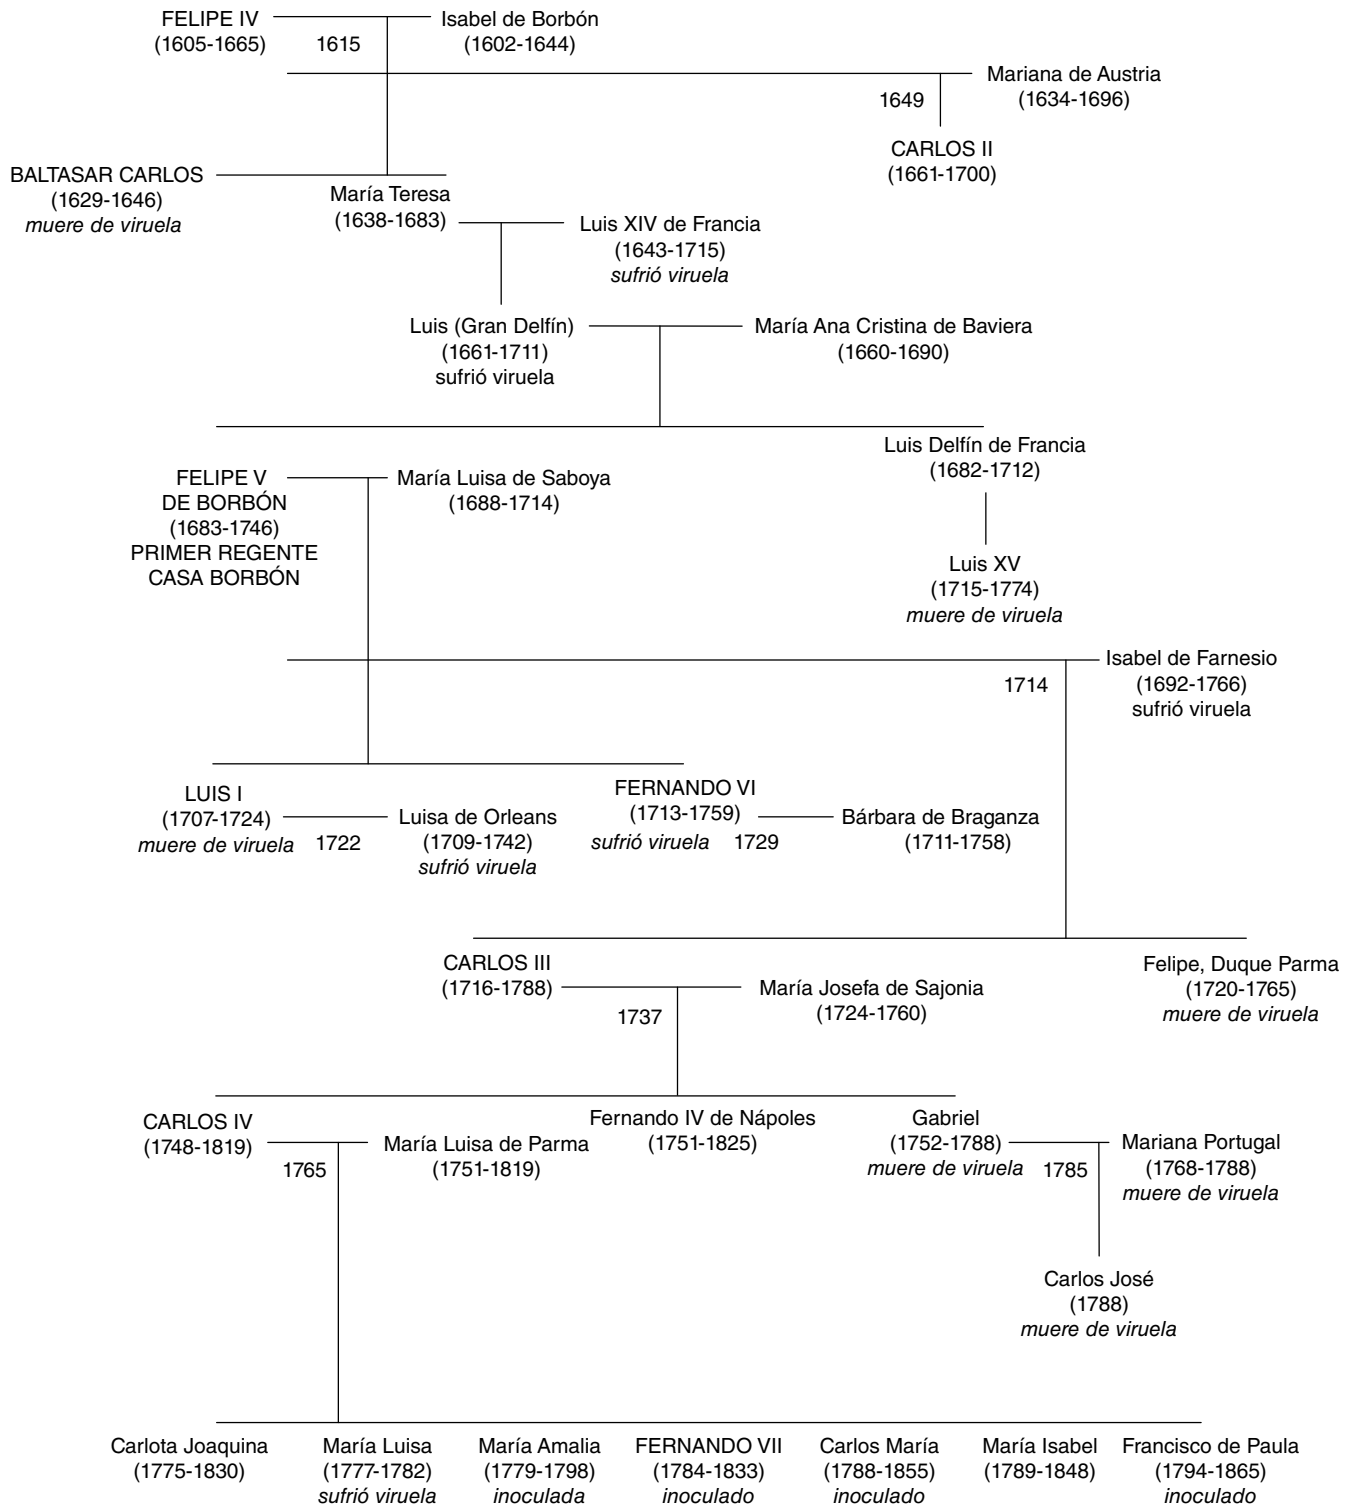 FELIPE IV
(1605-1665)
1615
Isabel de Borbón
(1602-1644)
Mariana de Austria
(1634-1696)
1649
CARLOS II
(1661-1700)
BALTASAR CARLOS
(1629-1646)
muere de viruela
María Teresa
(1638-1683)
Luis XIV de Francia
(1643-1715)
sufrió viruela
Luis (Gran Delfín)
(1661-1711)
sufrió viruela
María Ana Cristina de Baviera
(1660-1690)
Luis Delfín de Francia
(1682-1712)
FELIPE V
DE BORBÓN
(1683-1746)
PRIMER REGENTE
CASA BORBÓN
María Luisa de Saboya
(1688-1714)
Luis XV
(1715-1774)
muere de viruela
Isabel de Farnesio
(1692-1766)
sufrió viruela
1714
LUIS I
(1707-1724)
muere de viruela
1722
Luisa de Orleans
(1709-1742)
sufrió viruela
FERNANDO VI
(1713-1759)
sufrió viruela
1729
Bárbara de Braganza
(1711-1758)
CARLOS III
(1716-1788)
1737
María Josefa de Sajonia
(1724-1760)
Felipe, Duque Parma
(1720-1765)
muere de viruela
CARLOS IV
(1748-1819)
1765
María Luisa de Parma
(1751-1819)
Fernando IV de Nápoles
(1751-1825)
Gabriel
(1752-1788)
muere de viruela
1785
Mariana Portugal
(1768-1788)
muere de viruela
Carlos José
(1788)
muere de viruela
Carlota Joaquina
(1775-1830)
María Luisa
(1777-1782)
sufrió viruela
María Amalia
(1779-1798)
inoculada
FERNANDO VII
(1784-1833)
inoculado
Carlos María
(1788-1855)
inoculado
María Isabel
(1789-1848)
Francisco de Paula
(1794-1865)
inoculado